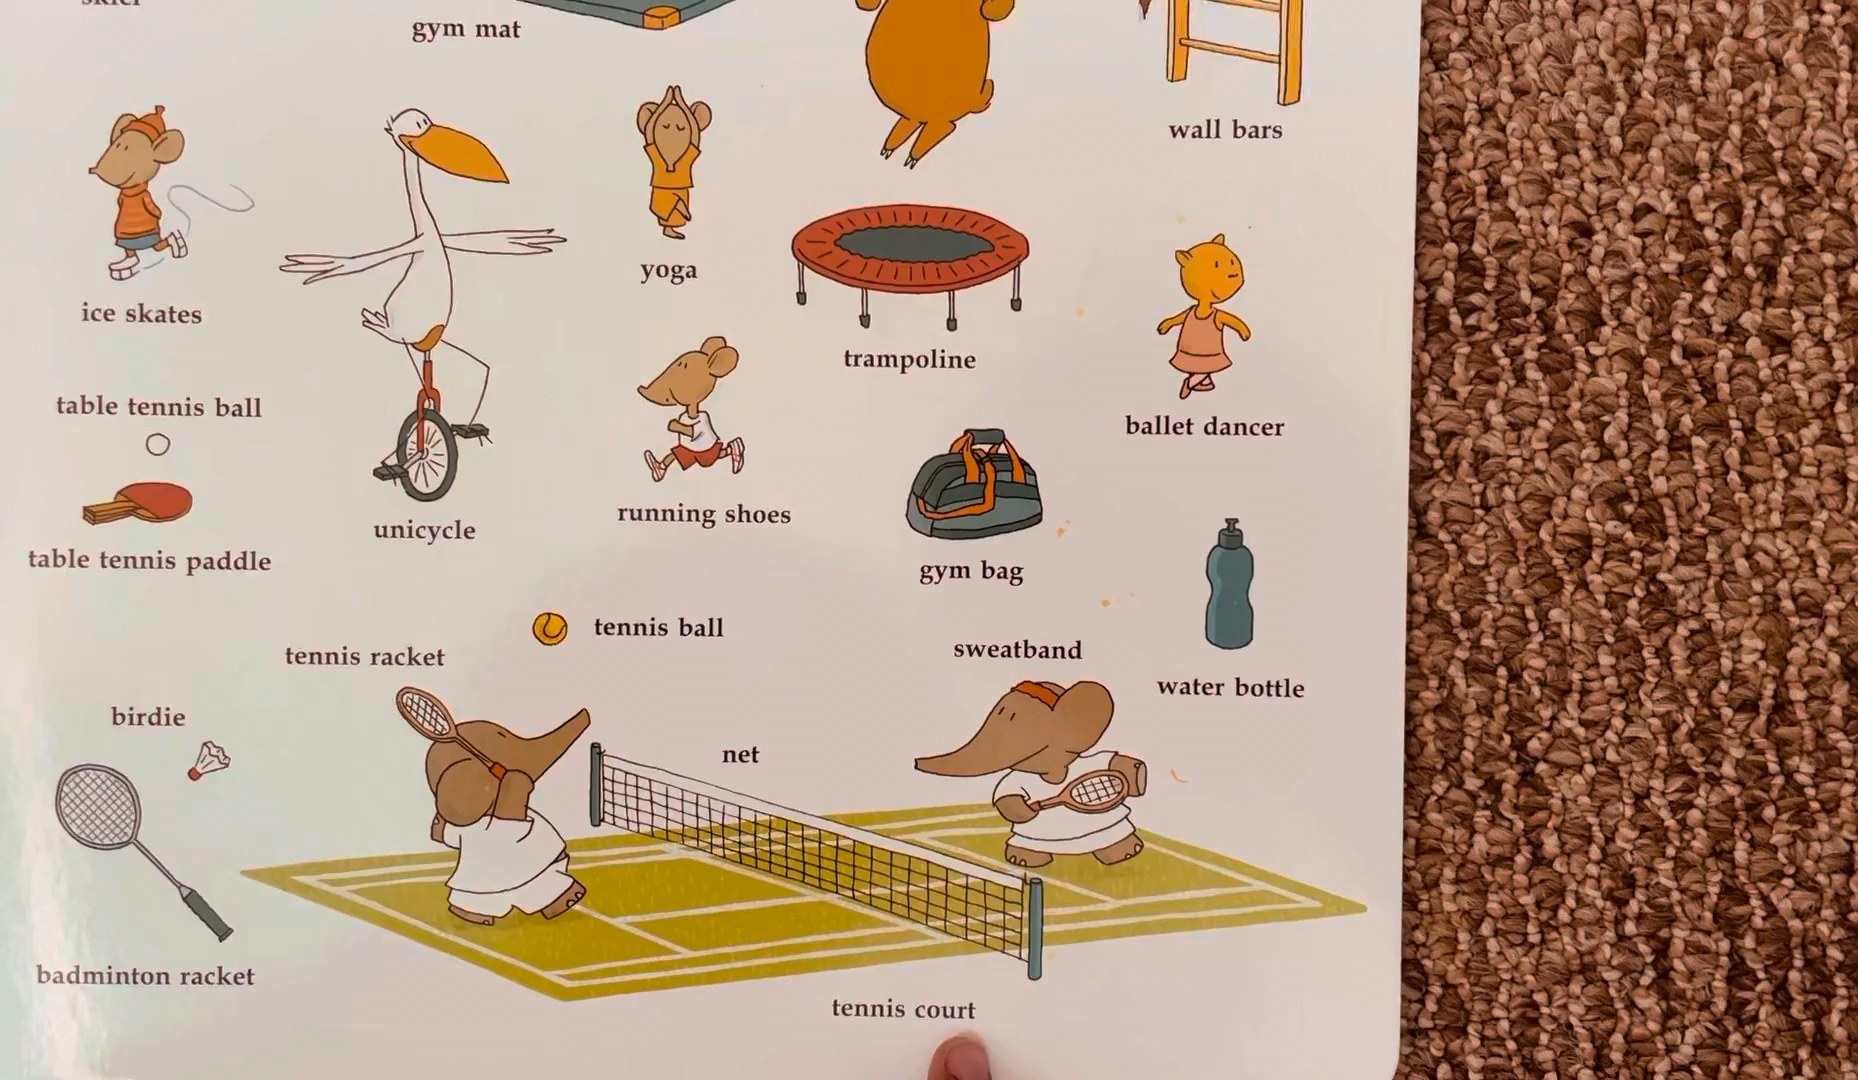 gym mat
wall bars
yoga
ice skates
trampoline
table tennis ball
ballet dancer
running shoes
unicycle
table tennis paddle
gym bag
tennis ball
sweatband
tennis racket
water bottle
birdie
net
badminton racket
tennis court